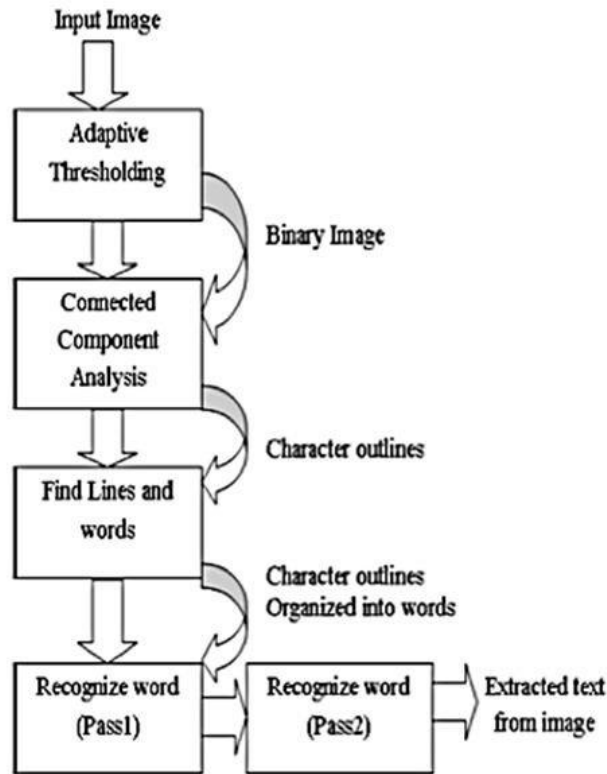 Input Image
Adaptive
Thresholding
Binary Image
Connected
Component
Analysis
Character outlines
Find Lines and
words
Character outlines
Organized into words
Recognize word
(Pass1)
Recognize word
(Pass2)
Extracted text
from image